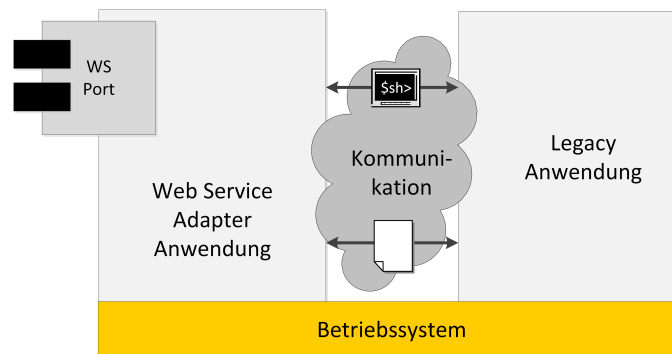 WS
Port
$sh>
Kommuni-
kation
Legacy
Anwendung
Web Service
Adapter
Anwendung
Betriebssystem